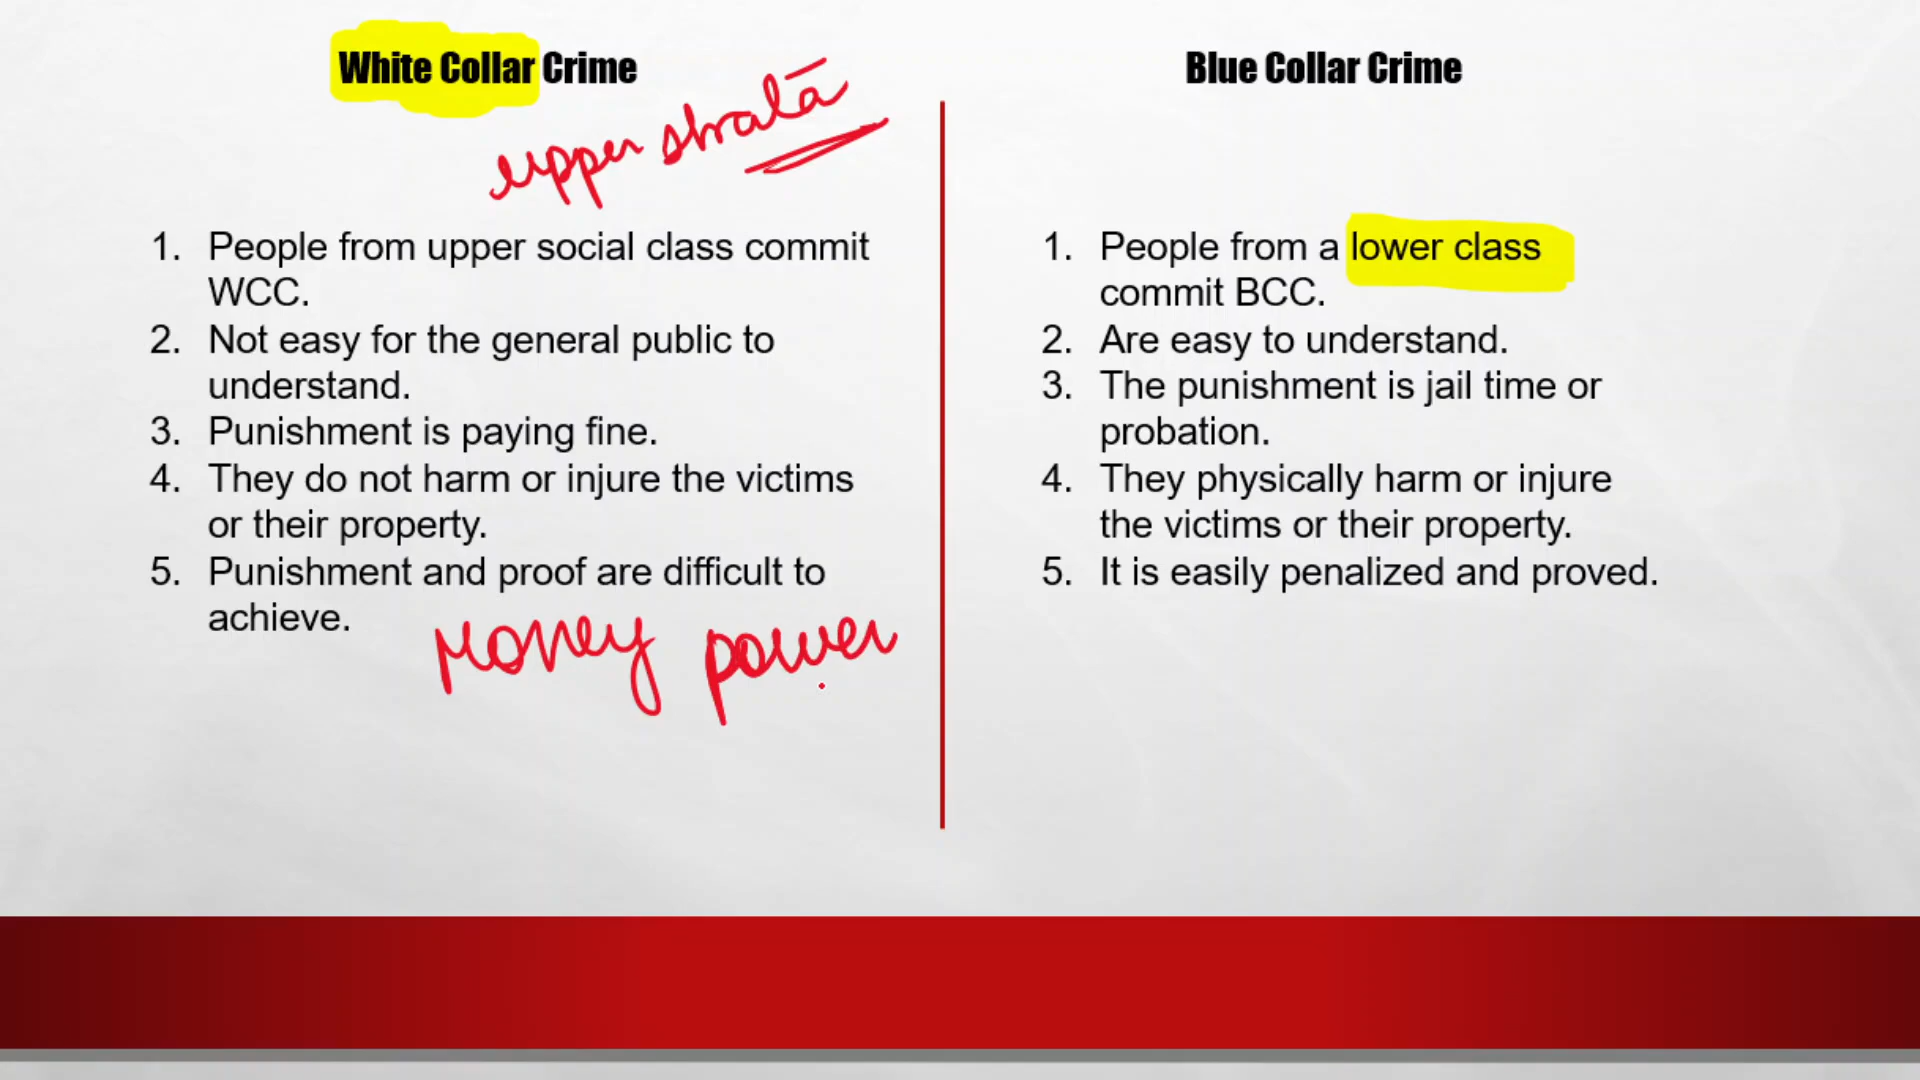 White Collar Crime
upper strata
1. People from upper social class commit
WCC.
2. Not easy for the general public to
understand.
3. Punishment is paying fine.
4. They do not harm or injure the victims
or their property.
5. Punishment and proof are difficult to
achieve.
Money power
Blue Collar Crime
1. People from a lower class
commit BCC.
2. Are easy to understand.
3. The punishment is jail time or
probation.
4. They physically harm or injure
the victims or their property.
5. It is easily penalized and proved.